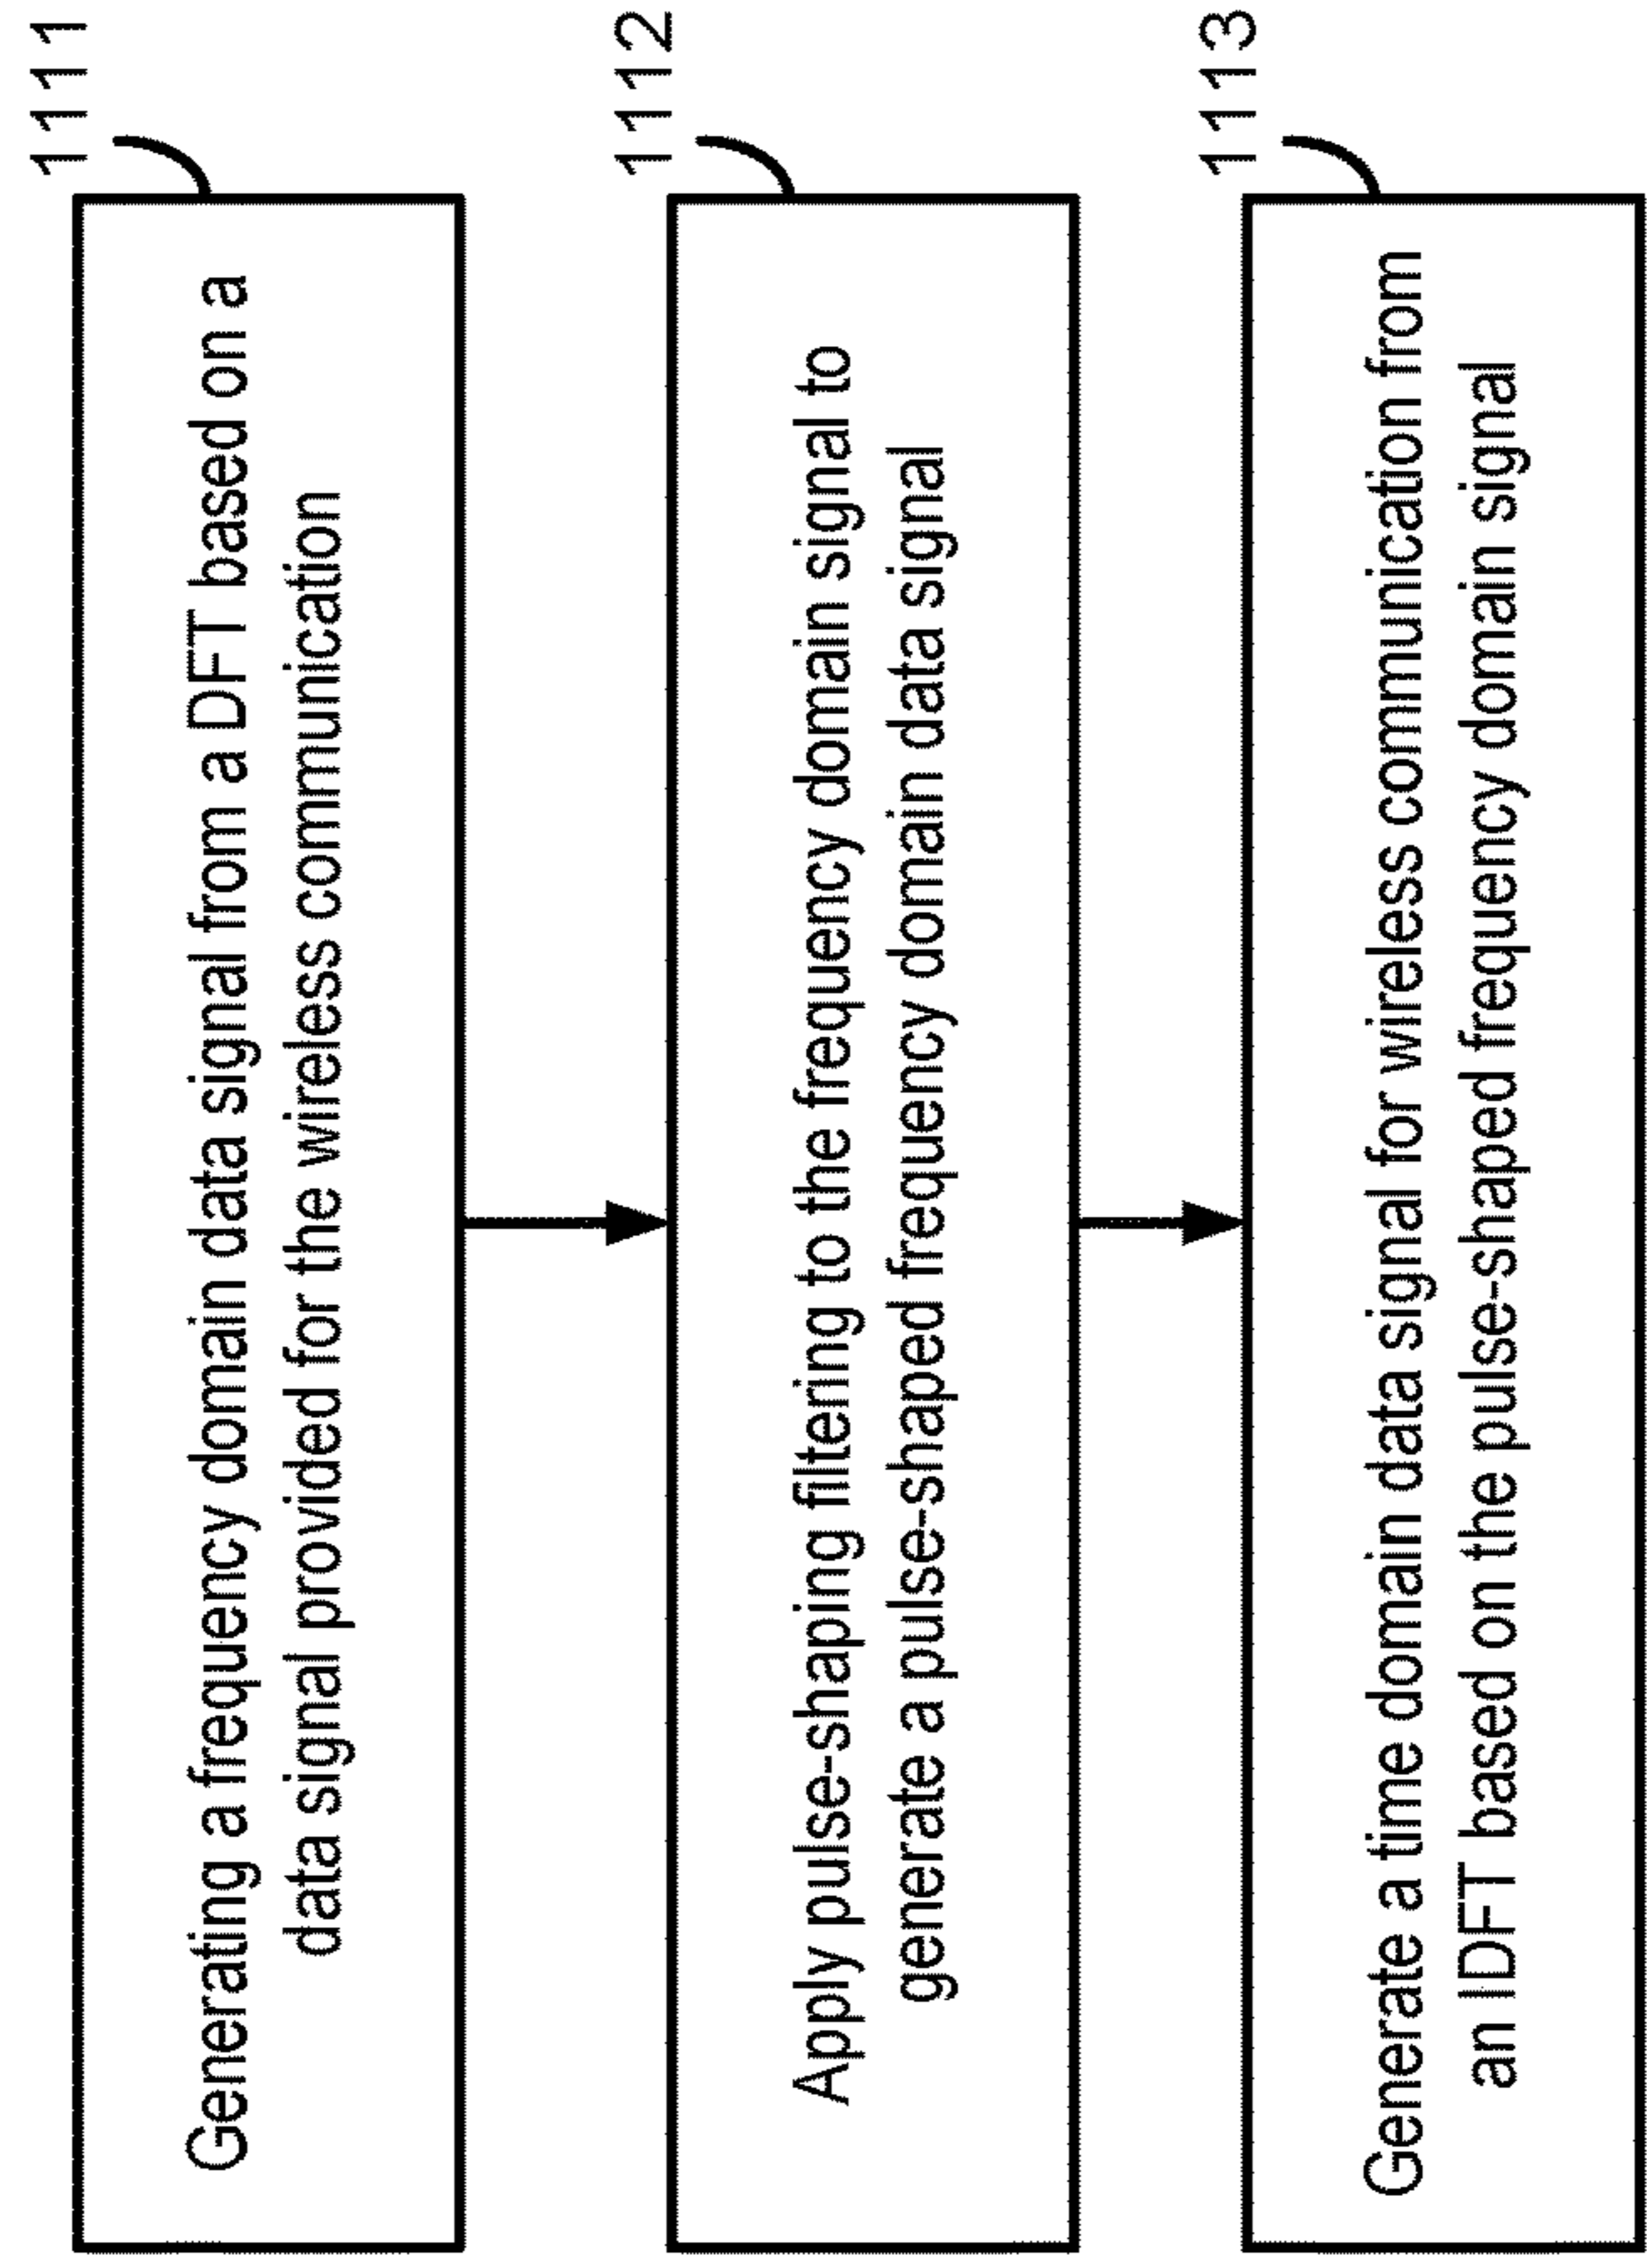 1111
Generating a frequency domain data signal from a DFT based on a
data signal provided for the wireless communication
1112
Apply pulse-shaping filtering to the frequency domain signal to
generate a pulse-shaped frequency domain data signal
1113
Generate a time domain data signal for wireless communication from
an IDFT based on the pulse-shaped frequency domain signal